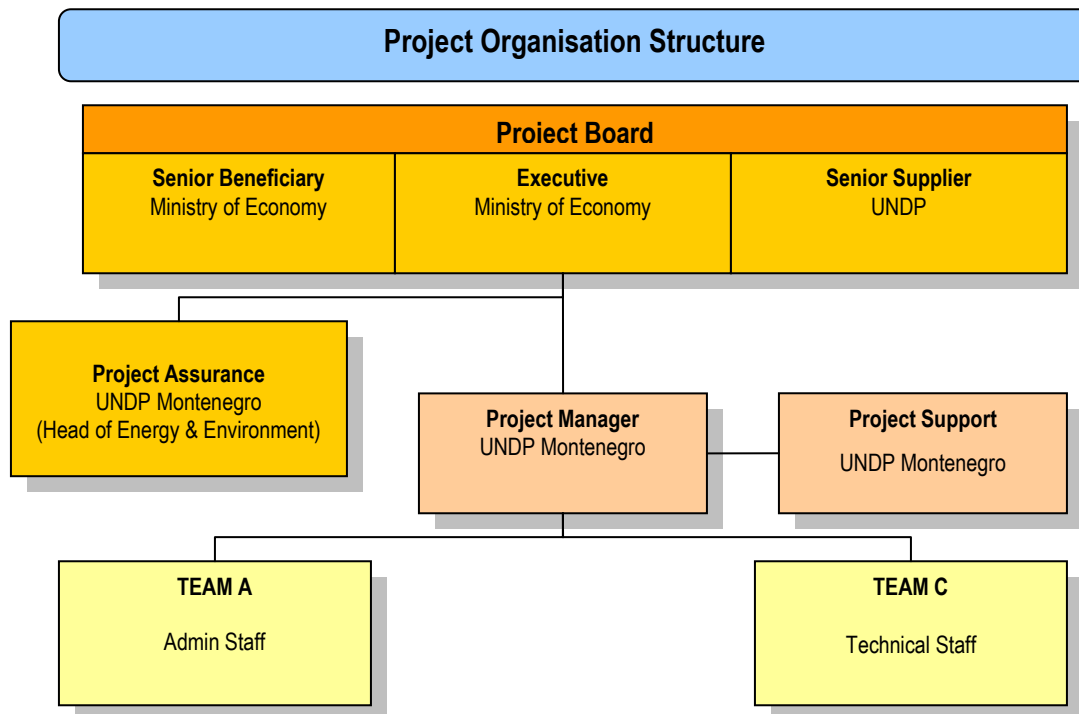 Project Organisation Structure
Project Board
Senior Beneficiary
Ministry of Economy
Executive
Ministry of Economy
Senior Supplier
UNDP
Project Assurance
UNDP Montenegro
(Head of Energy & Environment)
Project Manager
UNDP Montenegro
Project Support
UNDP Montenegro
TEAM A
Admin Staff
TEAM C
Technical Staff